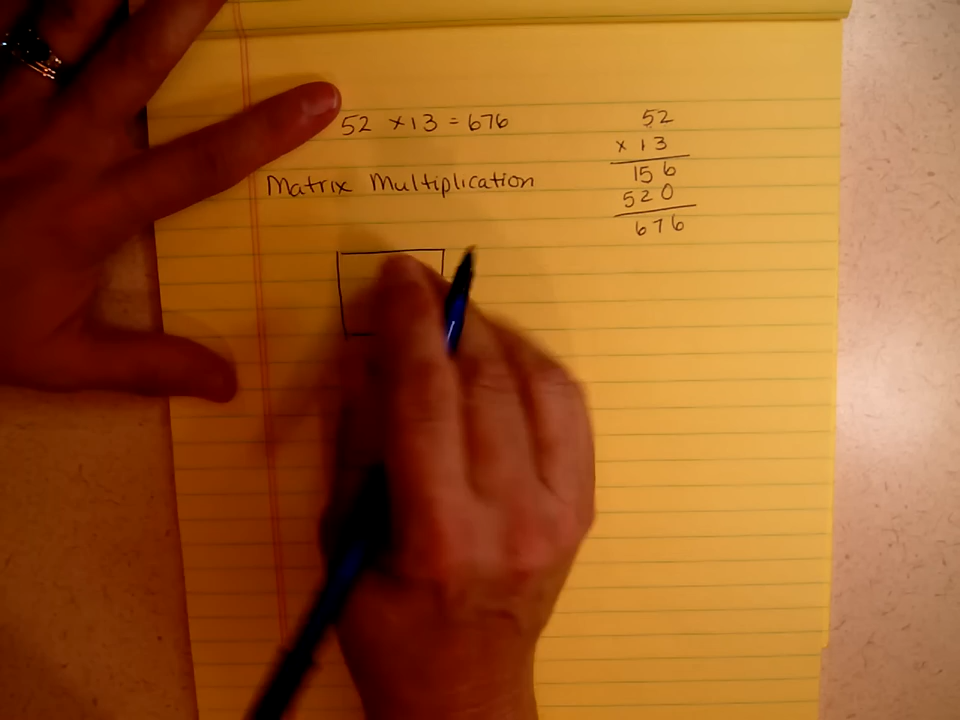 52 ×13 = 676
Matrix Multiplication
52
× 13
156
520
676